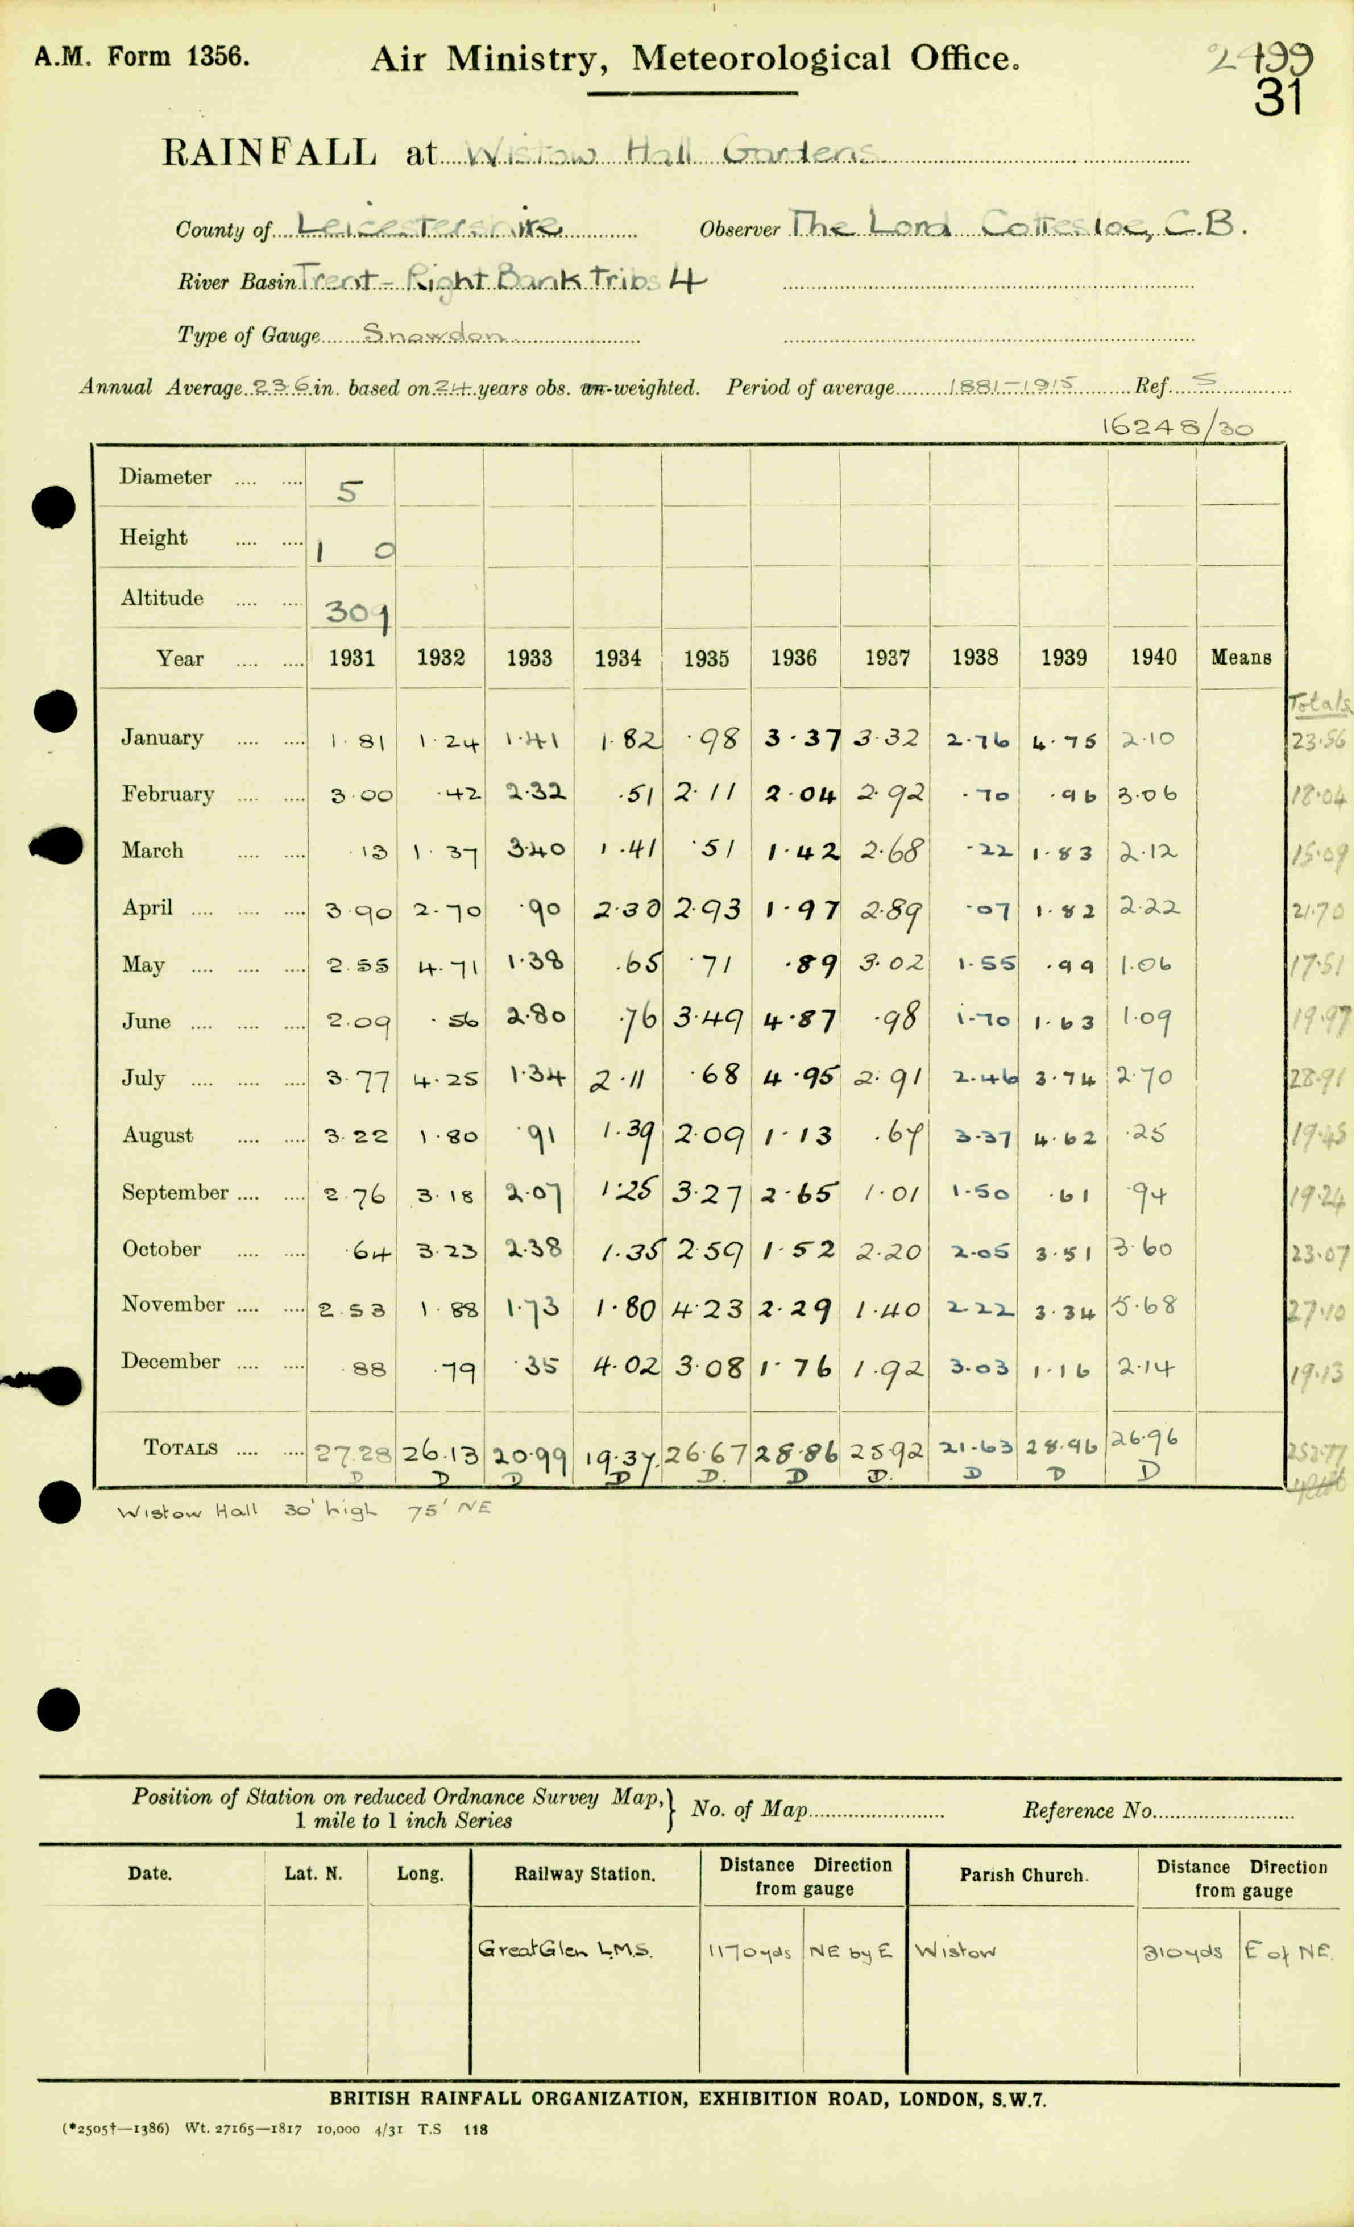 A.M. Form 1356. Air Ministry, Meteorological Office. 2499
31
RAINFALL at Wistow Hall Gardens
County of Leicestershire Observer The Lord Cottesloe, C.B.
River Basin Trent - Right Bank Tribs 4
Type of Gauge Snowdon
Annual Average 23.6 in. based on 24 years obs. un-weighted. Period of average 1881-1915 Ref. S
16248/30
Diameter 5
Height 1 0
Altitude 309
Year 1931 1932 1933 1934 1935 1936 1937 1938 1939 1940 Means
Totals
January 1.81 1.24 1.41 1.82 .98 3.37 3.32 2.76 4.75 2.10 23.56
February 3.00 .42 2.32 .51 2.11 2.04 2.92 .70 .96 3.06 18.04
March .13 1.37 3.40 1.41 .51 1.42 2.68 .22 1.83 2.12 15.09
April 3.90 2.70 .90 2.30 2.93 1.97 2.89 .07 1.82 2.22 21.70
May 2.55 4.71 1.38 .65 .71 .89 3.02 1.55 .99 1.06 17.51
June 2.09 .56 2.80 .76 3.49 4.87 .98 1.70 1.63 1.09 19.97
July 3.77 4.25 1.34 2.11 .68 4.95 2.91 2.46 3.74 2.70 28.91
August 3.22 1.80 .91 1.39 2.09 1.13 .67 3.37 4.62 .25 19.45
September 2.76 3.18 2.07 1.25 3.27 2.65 1.01 1.50 .61 .94 19.24
October .64 3.23 2.38 1.35 2.59 1.52 2.20 2.05 3.51 3.60 23.07
November 2.53 1.88 1.73 1.80 4.23 2.29 1.40 2.22 3.34 5.68 27.10
December .88 .79 .35 4.02 3.08 1.76 1.92 3.03 1.16 2.14 19.13
TOTALS 27.28 26.13 20.99 19.37 26.67 28.86 25.92 21.63 28.96 26.96 252.77
D D D D D D D D D D
Wistow Hall 30' high 75' NE
Position of Station on reduced Ordnance Survey Map, No. of Map Reference No.
1 mile to 1 inch Series
Date. Lat. N. Long. Railway Station. Distance Direction from gauge Parish Church. Distance Direction from gauge
Great Glen L.M.S. 1170 yds NE by E Wistow 310 yds E of NE.
BRITISH RAINFALL ORGANIZATION, EXHIBITION ROAD, LONDON, S.W.7.
(*2505†—1386) Wt. 27165—1817 10,000 4/31 T.S 118